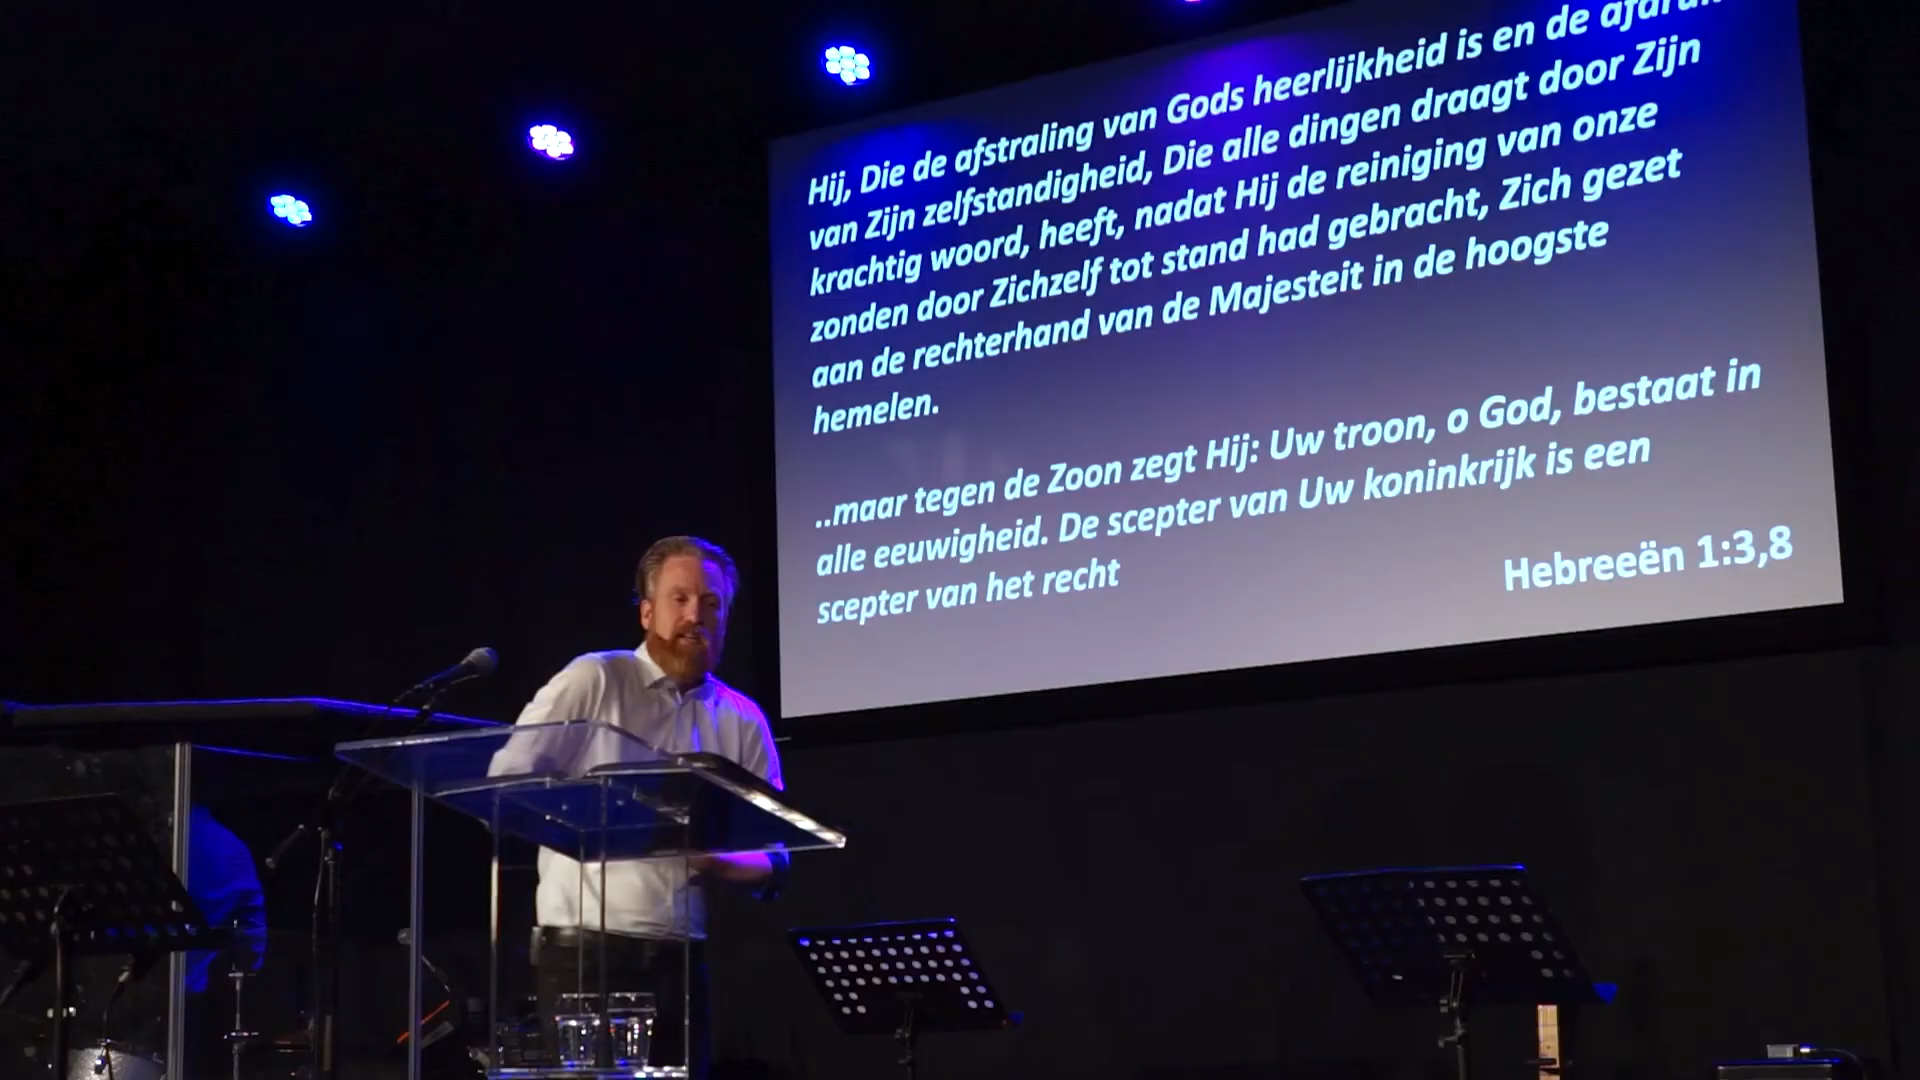 Hij, Die de afstraling van Gods heerlijkheid is en de
van Zijn zelfstandigheid, Die alle dingen draagt door Zijn
krachtig woord, heeft, nadat Hij de reiniging van onze
zonden door Zichzelf tot stand had gebracht, Zich gezet
aan de rechterhand van de Majesteit in de hoogste
hemelen.
..maar tegen de Zoon zegt Hij: Uw troon, o God, bestaat in
alle eeuwigheid. De scepter van Uw koninkrijk is een
scepter van het recht
Hebreeën 1:3,8